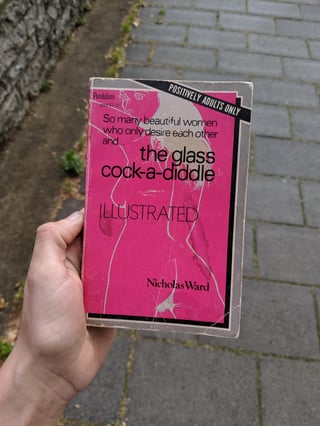 Pendulum
POSITIVELY ADULTS ONLY
So many beautiful women
who only desire each other
and...
the glass
cock-a-diddle
ILLUSTRATED
Nicholas Ward